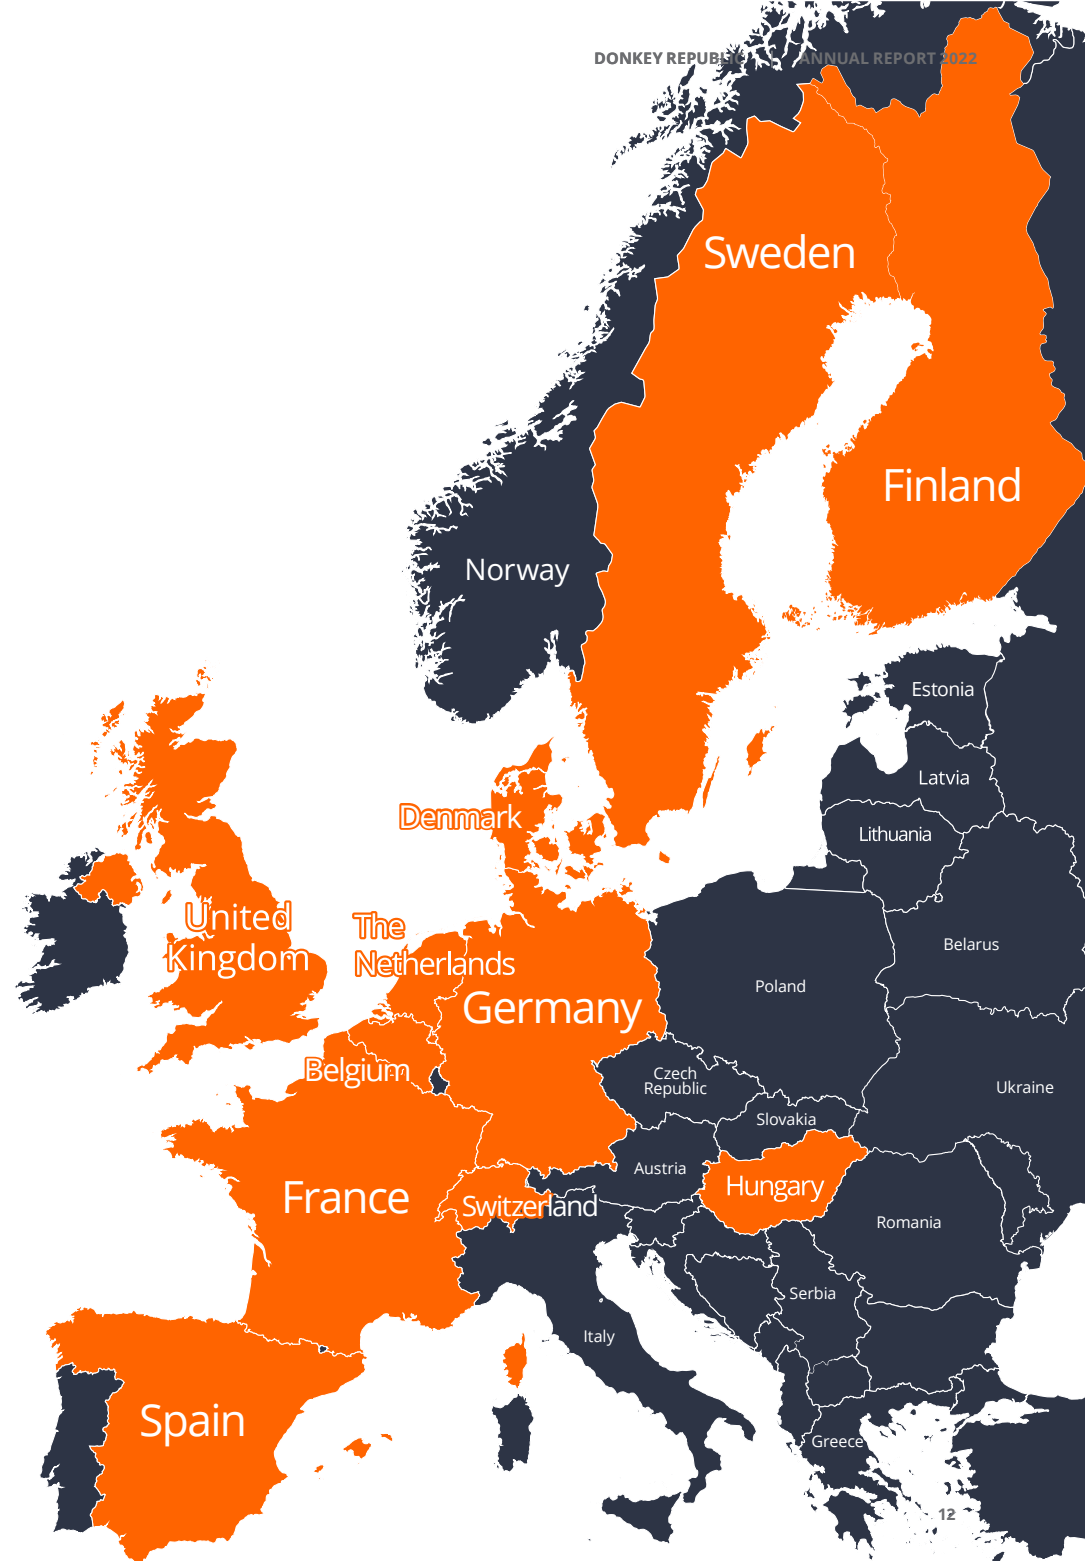 DONKEY REPUBLIC | ANNUAL REPORT 2022
Sweden
Finland
Norway
Estonia
Latvia
Denmark
Lithuania
United
Kingdom
The
Netherlands
Belarus
Poland
Germany
Belgium
Czech
Republic
Ukraine
Slovakia
Austria
Hungary
France
Switzerland
Romania
Serbia
Italy
Spain
Greece
12